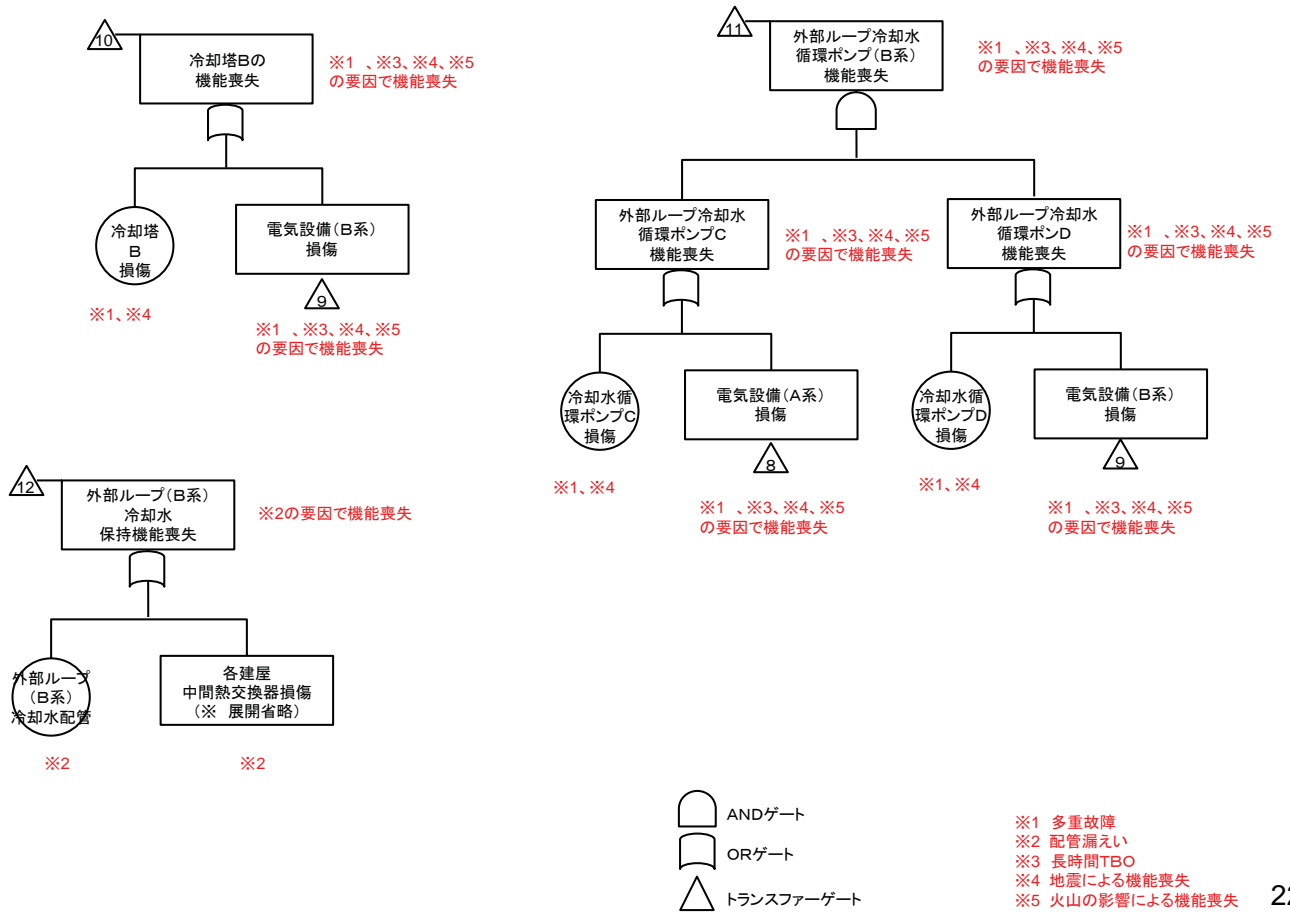 10
冷却塔Bの
機能喪失
※1 、※3、※4、※5
の要因で機能喪失
冷却塔
B
損傷
※1、※4
電気設備(B系)
損傷
9
※1 、※3、※4、※5
の要因で機能喪失
11
外部ループ冷却水
循環ポンプ(B系)
機能喪失
※1 、※3、※4、※5
の要因で機能喪失
外部ループ冷却水
循環ポンプC
機能喪失
※1 、※3、※4、※5
の要因で機能喪失
外部ループ冷却水
循環ポンD
機能喪失
※1 、※3、※4、※5
の要因で機能喪失
冷却水循
環ポンプC
損傷
※1、※4
電気設備(A系)
損傷
8
※1 、※3、※4、※5
の要因で機能喪失
冷却水循
環ポンプD
損傷
※1、※4
電気設備(B系)
損傷
9
※1 、※3、※4、※5
の要因で機能喪失
12
外部ループ(B系)
冷却水
保持機能喪失
※2の要因で機能喪失
外部ループ
(B系)
冷却水配管
※2
各建屋
中間熱交換器損傷
(※ 展開省略)
※2
ANDゲート
ORゲート
トランスファーゲート
※1 多重故障
※2 配管漏えい
※3 長時間TBO
※4 地震による機能喪失
※5 火山の影響による機能喪失
22